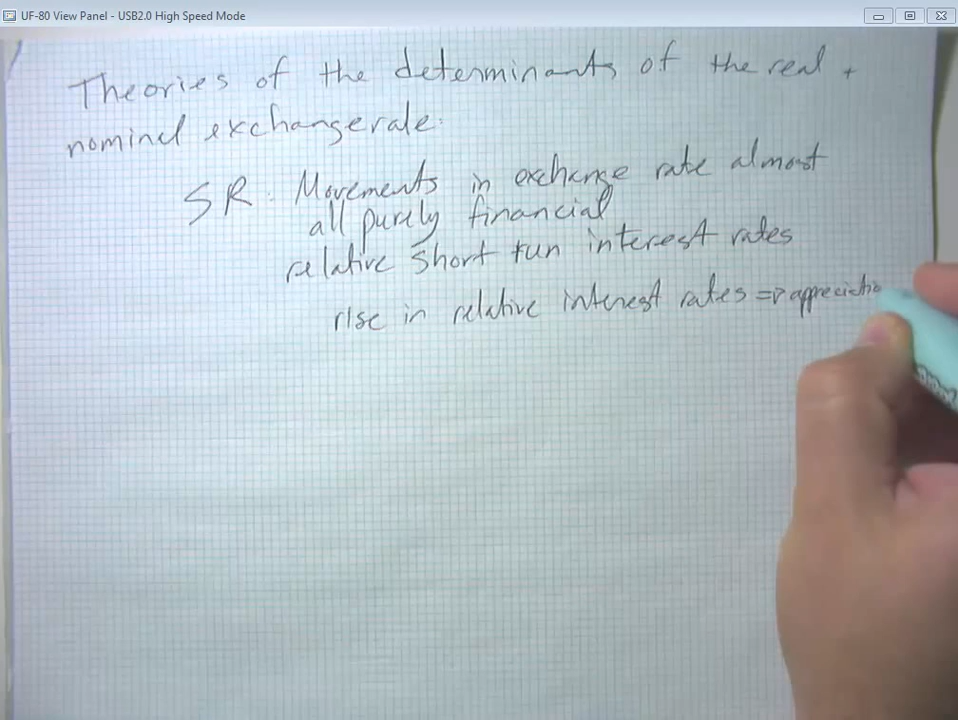 UF-80 View Panel - USB2.0 High Speed Mode
Theories of the determinants of the real +
nominal exchange rate:
SR: Movements in exchange rate almost
all purely financial
relative short run interest rates
rise in relative interest rates => appreciatio